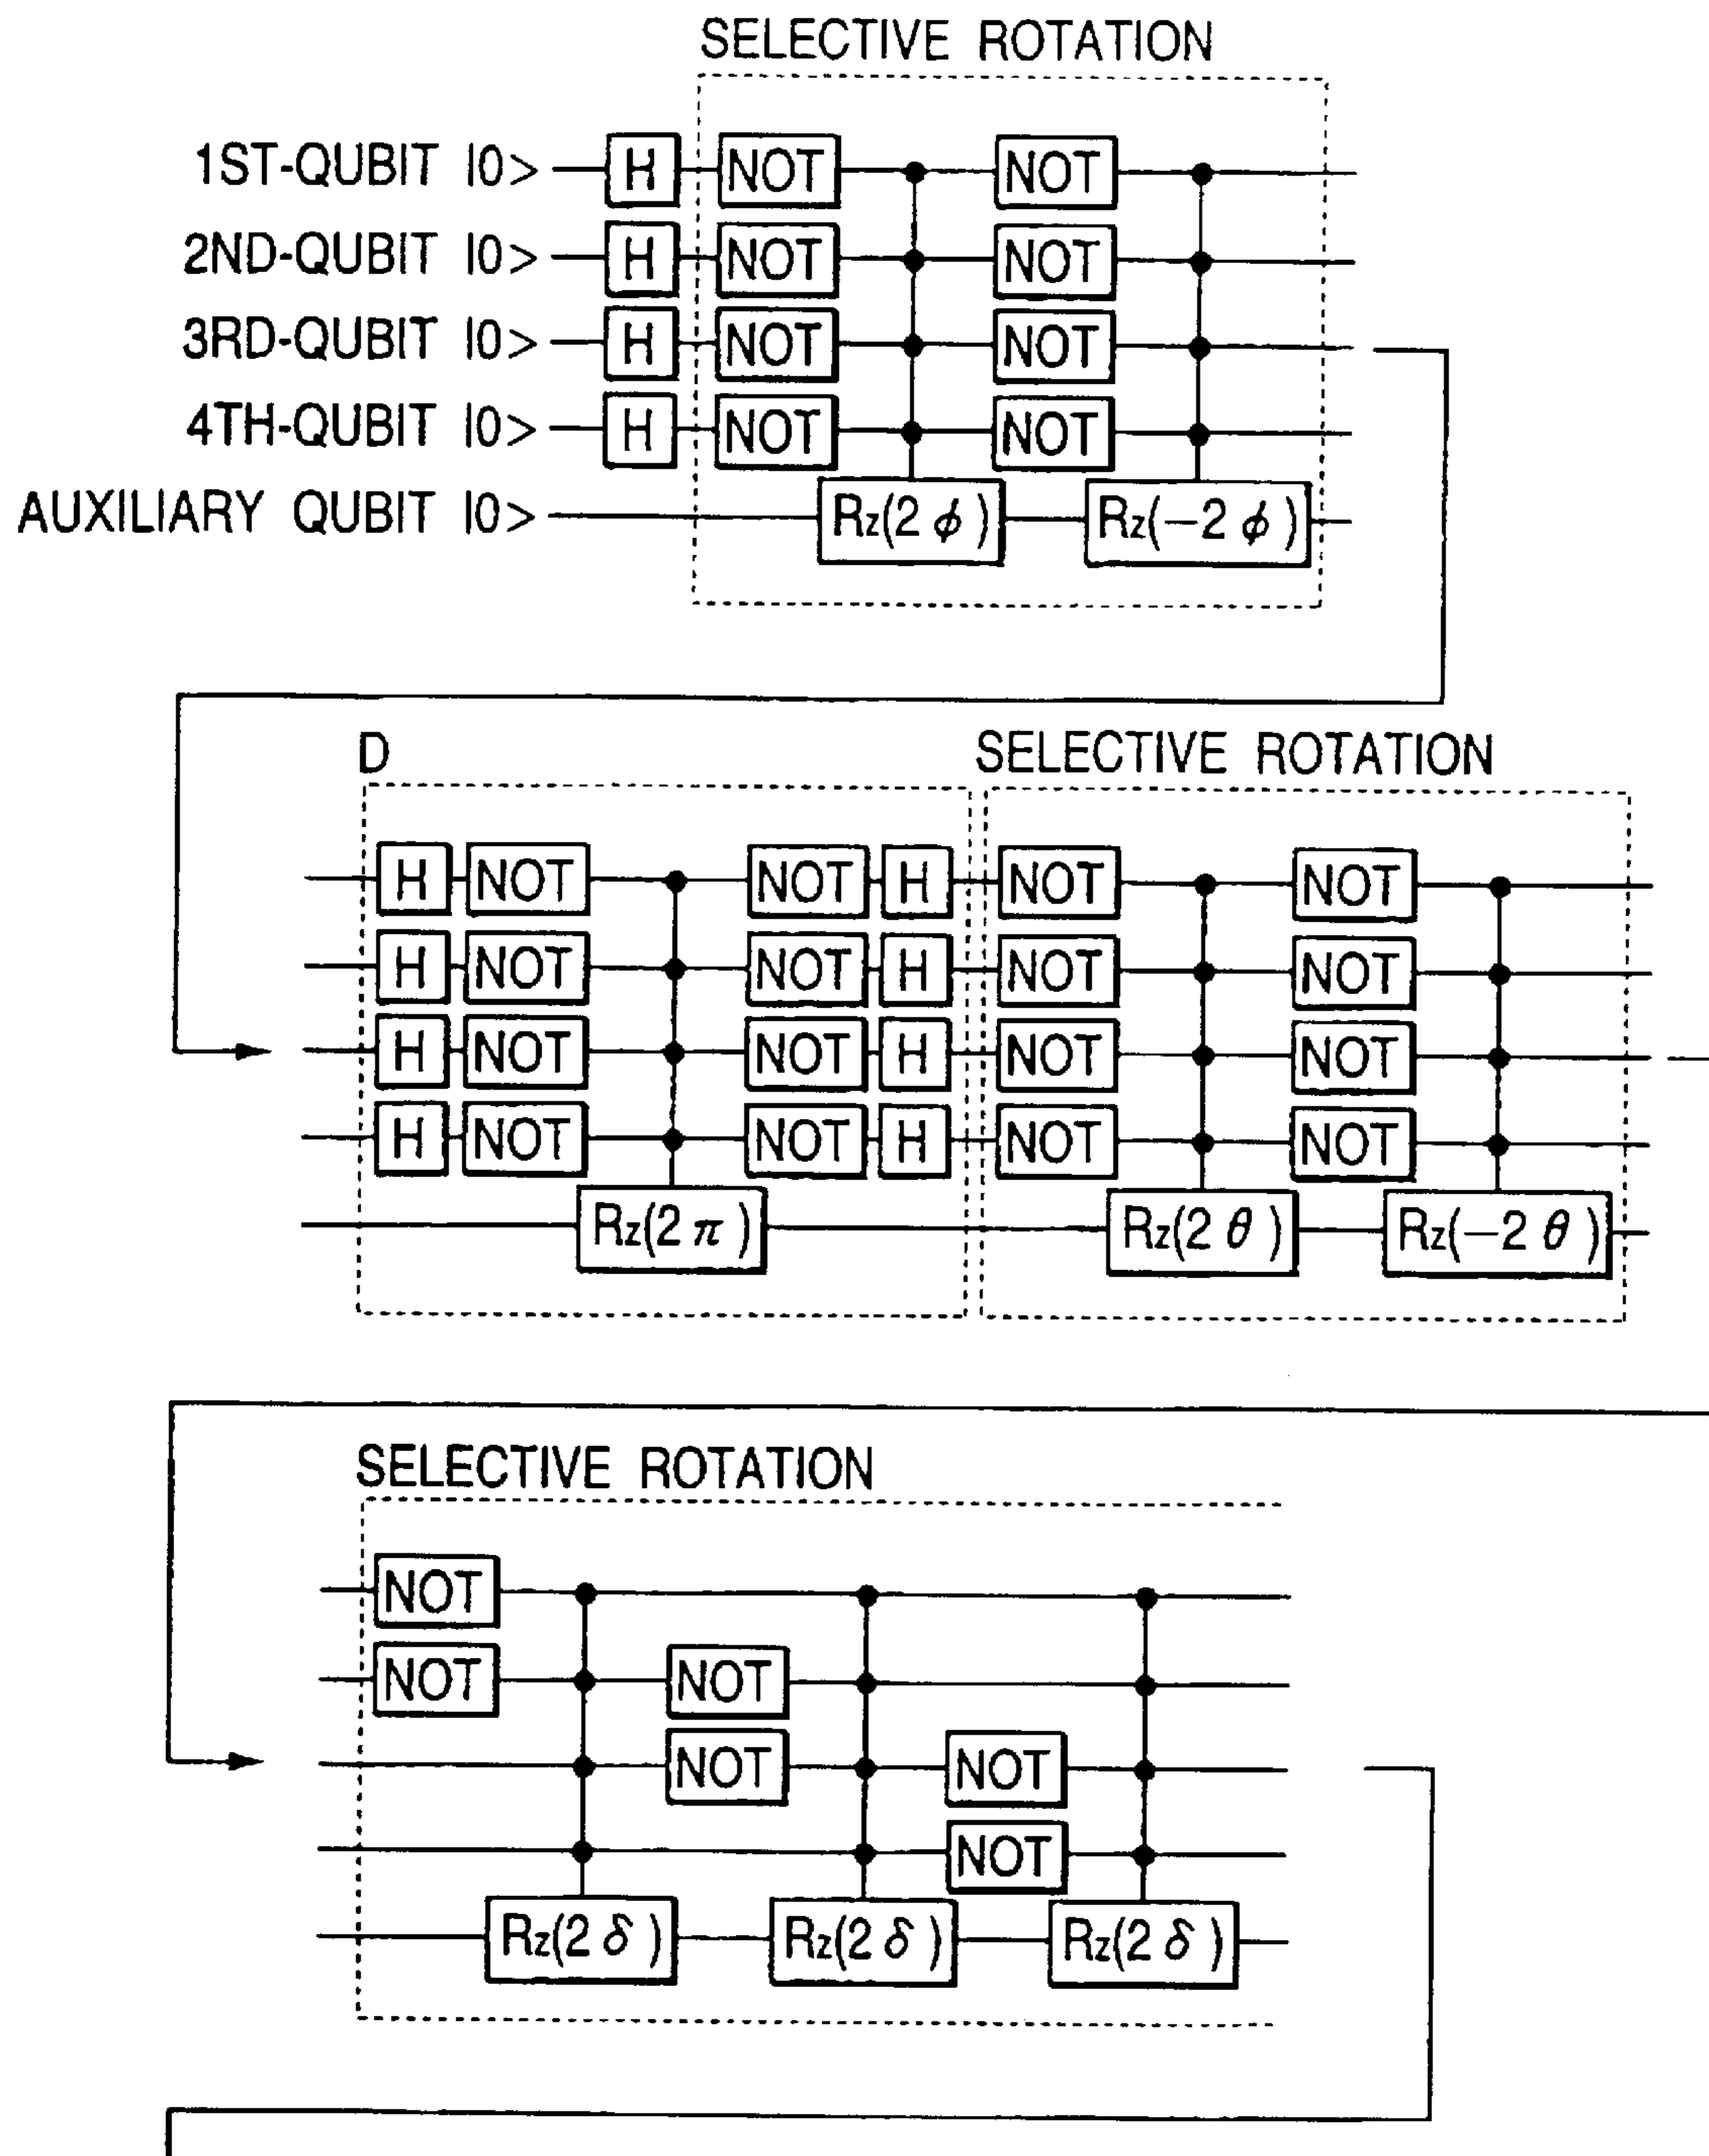 SELECTIVE ROTATION
1ST-QUBIT |0> H NOT NOT
2ND-QUBIT |0> H NOT NOT
3RD-QUBIT |0> H NOT NOT
4TH-QUBIT |0> H NOT NOT
AUXILIARY QUBIT |0> Rz(2 φ) Rz(−2 φ)
D SELECTIVE ROTATION
H NOT NOT H NOT NOT
H NOT NOT H NOT NOT
H NOT NOT H NOT NOT
H NOT NOT H NOT NOT
Rz(2 π) Rz(2 θ) Rz(−2 θ)
SELECTIVE ROTATION
NOT
NOT NOT
NOT NOT
NOT
Rz(2 δ) Rz(2 δ) Rz(2 δ)